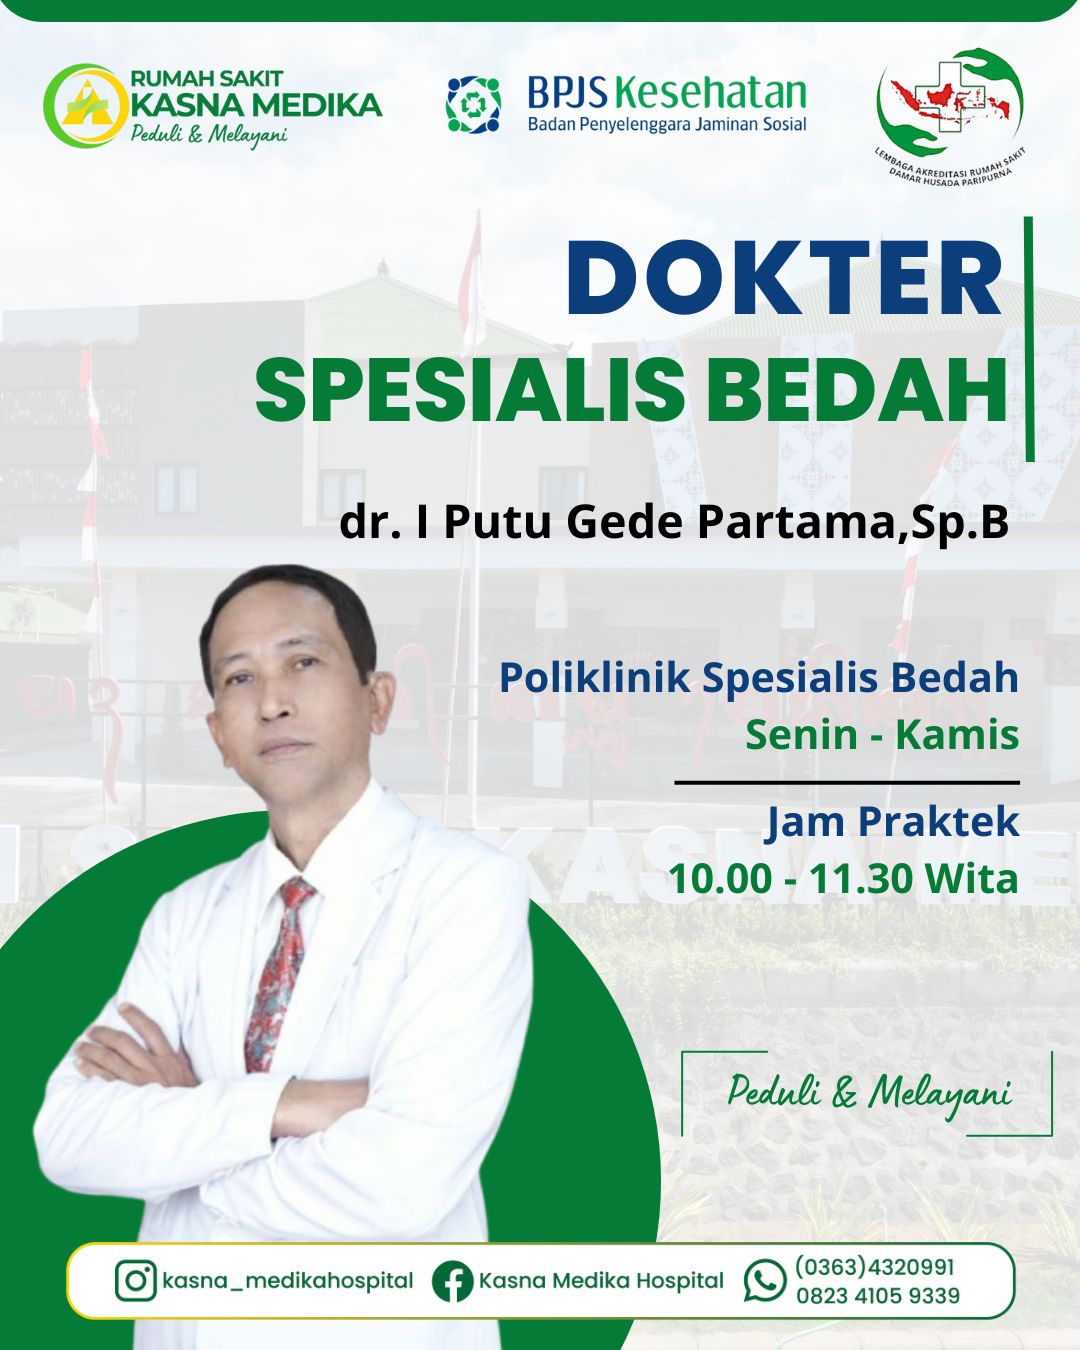 RUMAH SAKIT
KASNA MEDIKA
Peduli & Melayani
BPJS Kesehatan
Badan Penyelenggara Jaminan Sosial
LEMBAGA AKREDITASI RUMAH SAKIT
DAMAR HUSADA PARIPURNA
DOKTER
SPESIALIS BEDAH
dr. I Putu Gede Partama,Sp.B
Poliklinik Spesialis Bedah
Senin - Kamis
Jam Praktek
10.00 - 11.30 Wita
KASNA ME
Peduli & Melayani
kasna_medikahospital
Kasna Medika Hospital
(0363)4320991
0823 4105 9339